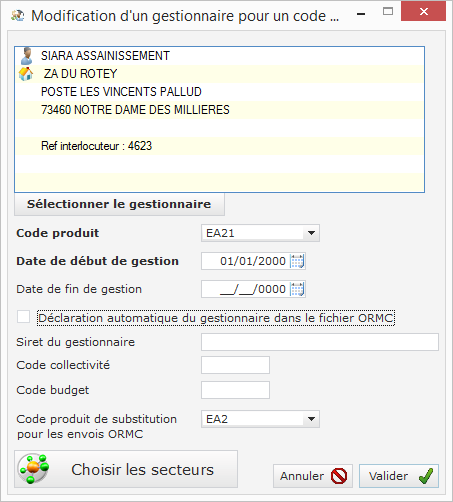 Modification d'un gestionnaire pour un code ...
SIARA ASSAINISSEMENT
ZA DU ROTEY
POSTE LES VINCENTS PALLUD
73460 NOTRE DAME DES MILLIERES
Ref interlocuteur : 4623
Sélectionner le gestionnaire
Code produit EA21
Date de début de gestion 01/01/2000
Date de fin de gestion __/__/0000
Déclaration automatique du gestionnaire dans le fichier ORMC
Siret du gestionnaire
Code collectivité
Code budget
Code produit de substitution EA2
pour les envois ORMC
Choisir les secteurs
Annuler Valider